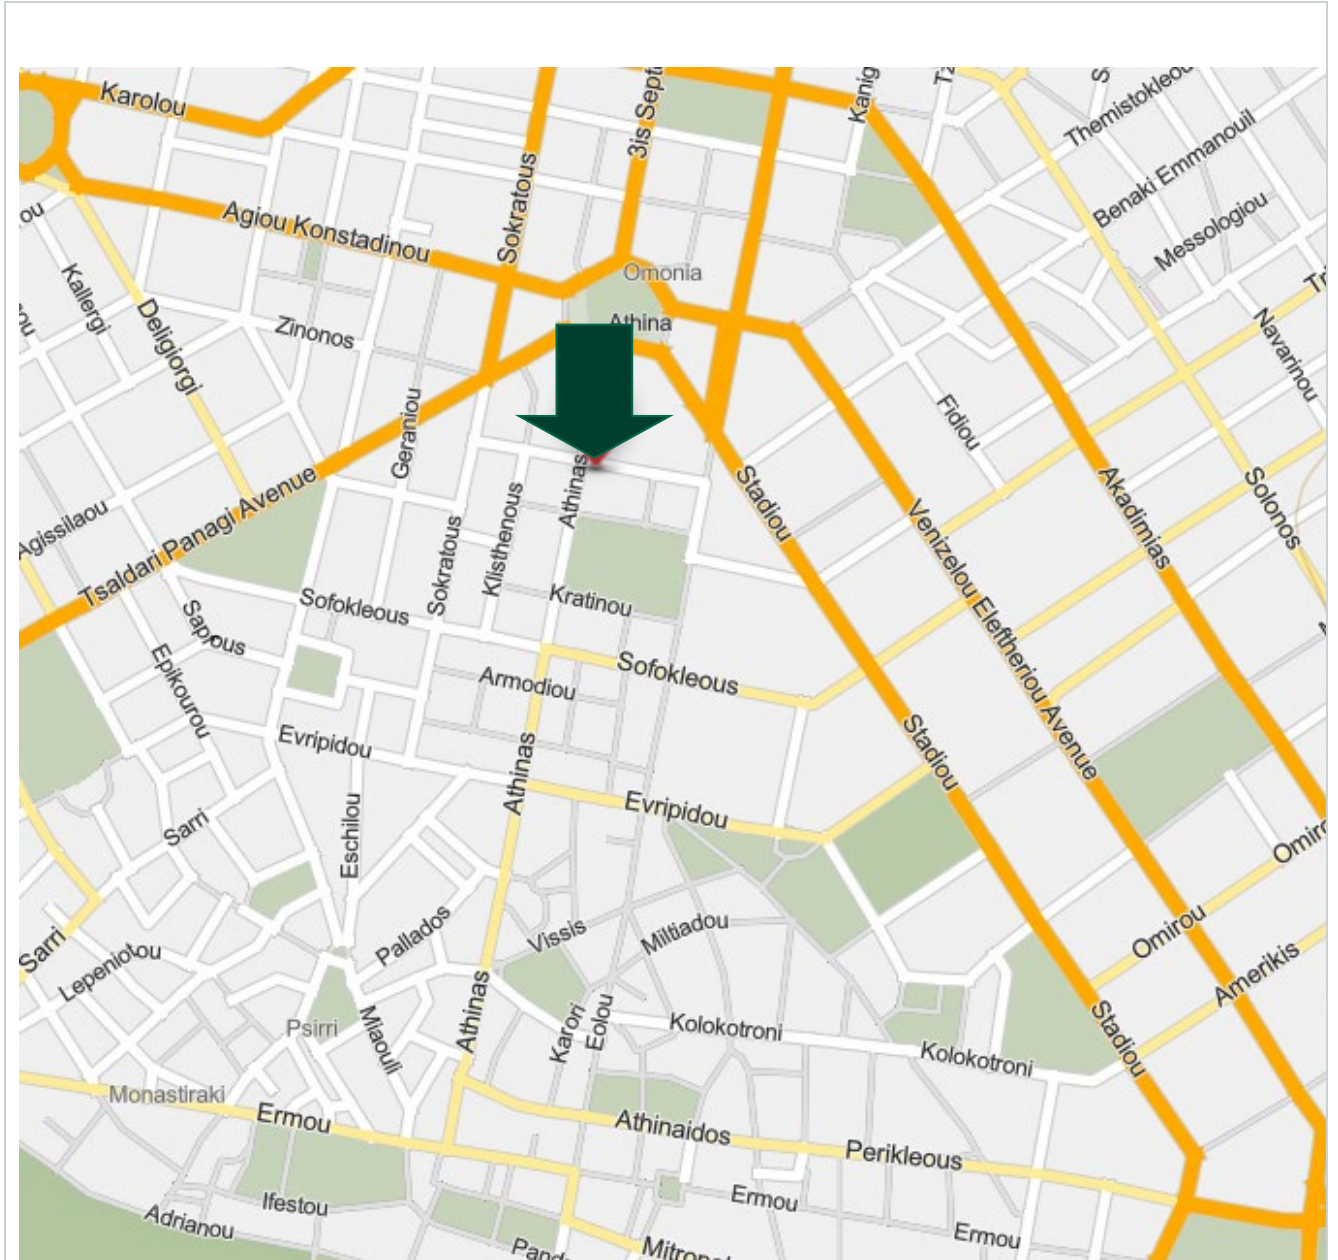 Karolou
3is Sept
Kanig
Themistokleou
Benaki Emmanouil
Messologiou
Agiou Konstadinou
Sokratous
Omonia
Athina
Kallergi
Deligiorgi
Zinonos
Navarinou
Geraniou
Fidiou
Agissilaou
Tsaldari Panagi Avenue
Athinas
Klisthenous
Sokratous
Stadiou
Venizelou Eleftheriou Avenue
Akadimias
Solonos
Sofokleous
Kratinou
Sapfous
Epikourou
Sofokleous
Armodiou
Evripidou
Athinas
Stadiou
Evripidou
Eschilou
Sarri
Omiro
Pallados
Vissis
Miltiadou
Omirou
Amerikis
Sarri
Lepeniotou
Psirri
Miaouli
Athinas
Karori
Eolou
Kolokotroni
Kolokotroni
Stadiou
Monastiraki
Ermou
Athinaidos
Perikleous
Ifestou
Adrianou
Ermou
Ermou
Mitropol